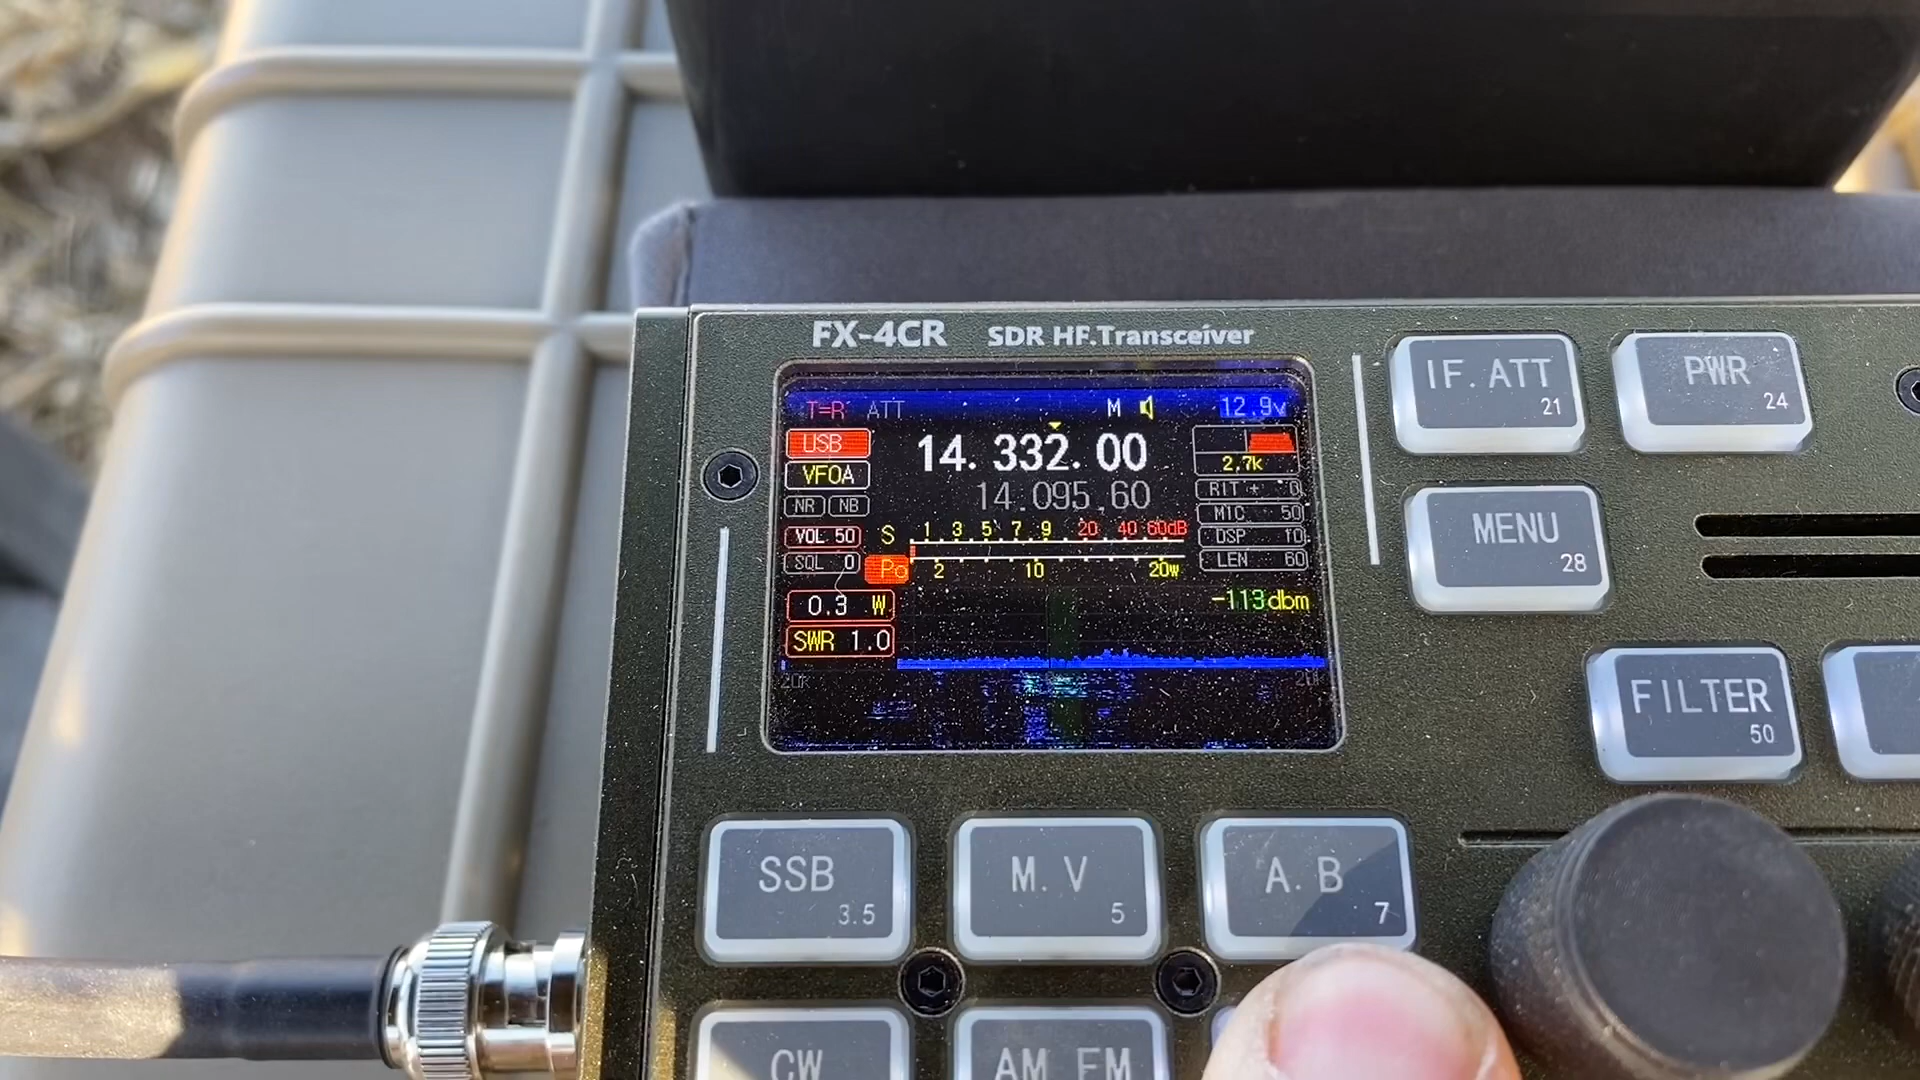 FX-4CR SDR HF.Transceiver
T=R ATT M 12.9v
USB 14.332.00
2.7k
VFOA 14.095.60
RIT + 0
NR NB
MIC 50
VOL 50 S 1 3 5 7 9 20 40 60dB
DSP 10
SQL 0 Po 2 10 20w
LEN 60
0.3 W -113dbm
SWR 1.0
20K
IF.ATT 21
PWR 24
MENU 28
FILTER 50
SSB 3.5
M.V 5
A.B 7
CW
AM FM